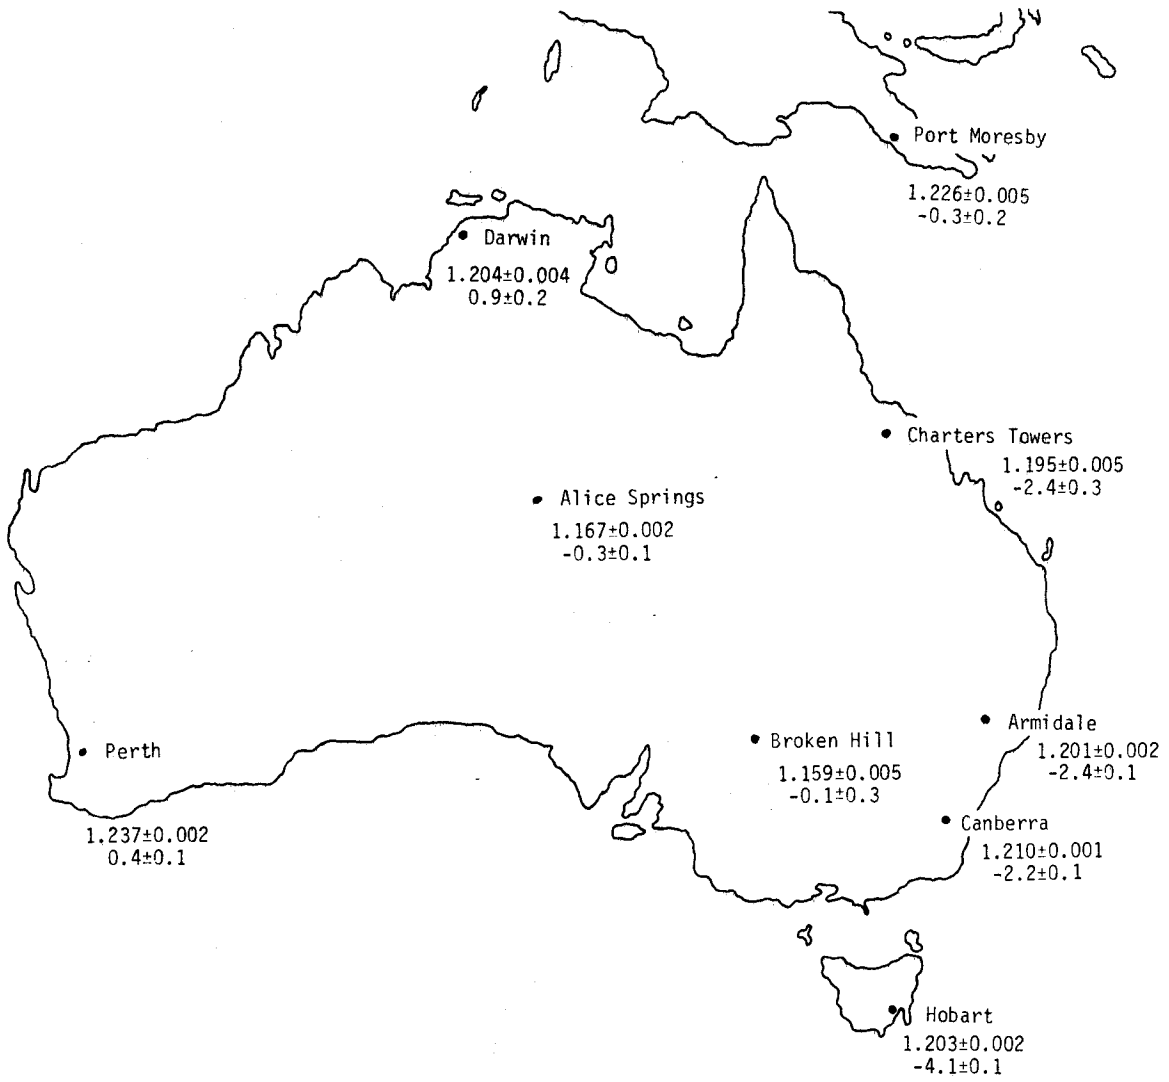 Port Moresby
1.226±0.005
-0.3±0.2
Darwin
1.204±0.004
0.9±0.2
Charters Towers
1.195±0.005
-2.4±0.3
Alice Springs
1.167±0.002
-0.3±0.1
Armidale
1.201±0.002
-2.4±0.1
Broken Hill
1.159±0.005
-0.1±0.3
Perth
1.237±0.002
0.4±0.1
Canberra
1.210±0.001
-2.2±0.1
Hobart
1.203±0.002
-4.1±0.1